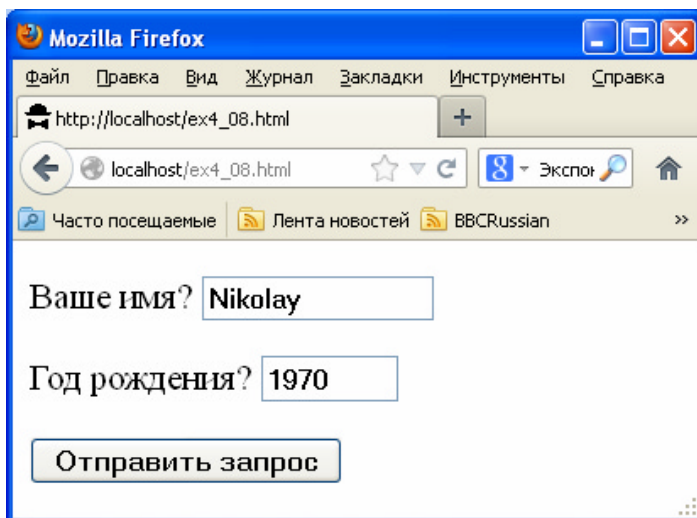 Mozilla Firefox
Файл Правка Вид Журнал Закладки Инструменты Справка
http://localhost/ex4_08.html +
localhost/ex4_08.html 8 Экспон
Часто посещаемые Лента новостей BBCRussian »
Ваше имя? Nikolay
Год рождения? 1970
Отправить запрос